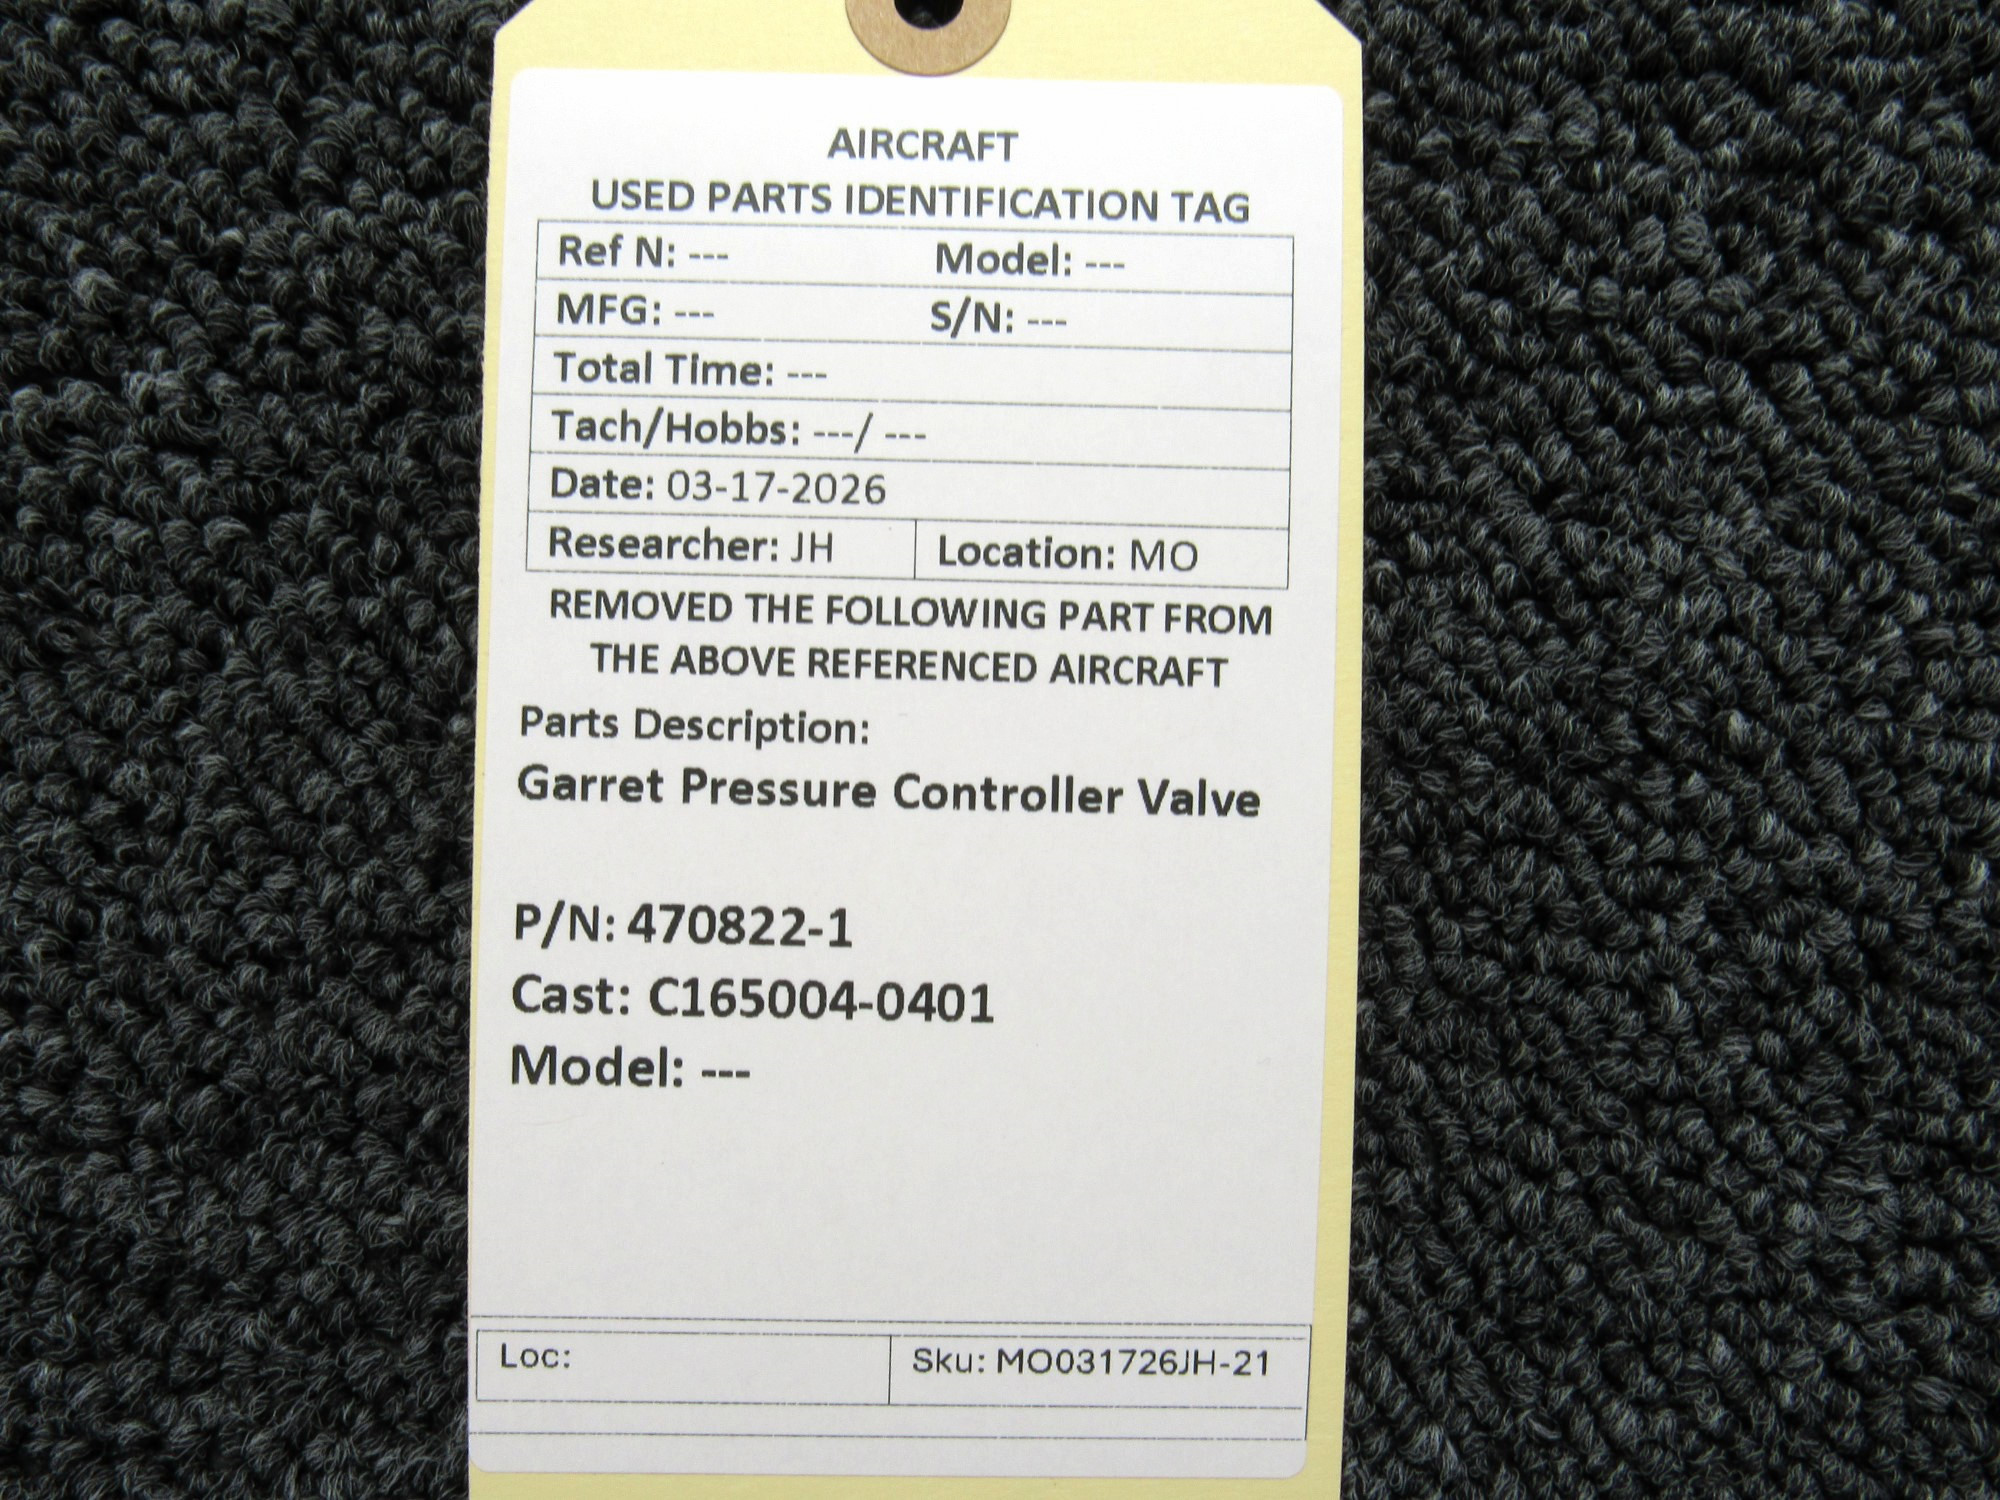 AIRCRAFT
USED PARTS IDENTIFICATION TAG
Ref N: --- Model: ---
MFG: --- S/N: ---
Total Time: ---
Tach/Hobbs: ---/ ---
Date: 03-17-2026
Researcher: JH Location: MO
REMOVED THE FOLLOWING PART FROM
THE ABOVE REFERENCED AIRCRAFT
Parts Description:
Garret Pressure Controller Valve
P/N: 470822-1
Cast: C165004-0401
Model: ---
Loc: Sku: MO031726JH-21